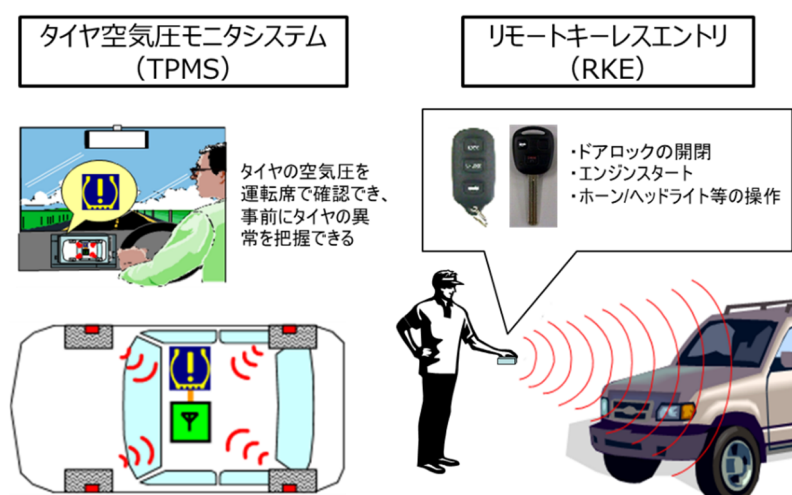 タイヤ空気圧モニタシステム
(TPMS)
リモートキーレスエントリ
(RKE)
タイヤの空気圧を
運転席で確認でき、
事前にタイヤの異
常を把握できる
・ドアロックの開閉
・エンジンスタート
・ホーン/ヘッドライト等の操作